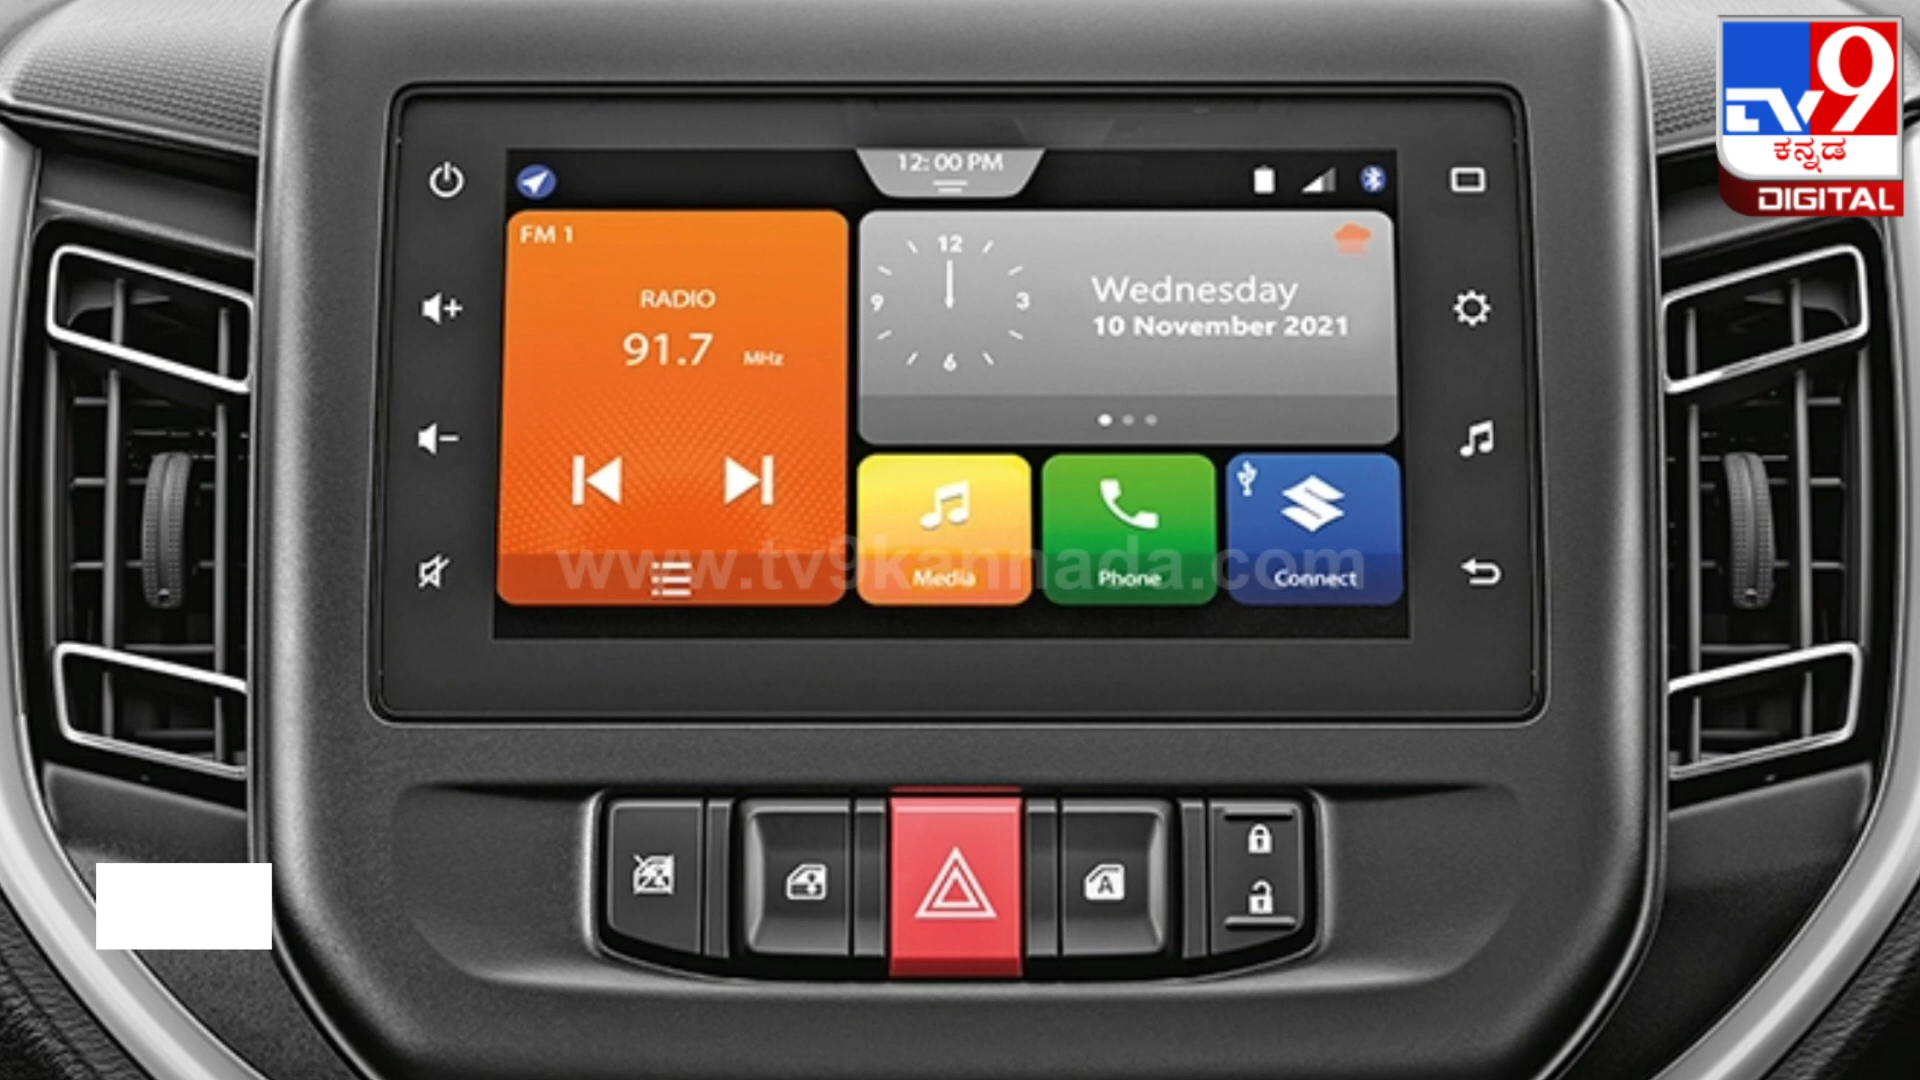 TV9
ಕನ್ನಡ
DIGITAL
12:00 PM
FM 1
RADIO
91.7 MHz
12
3
6
9
Wednesday
10 November 2021
Media
Phone
Connect
www.tv9kannada.com
A